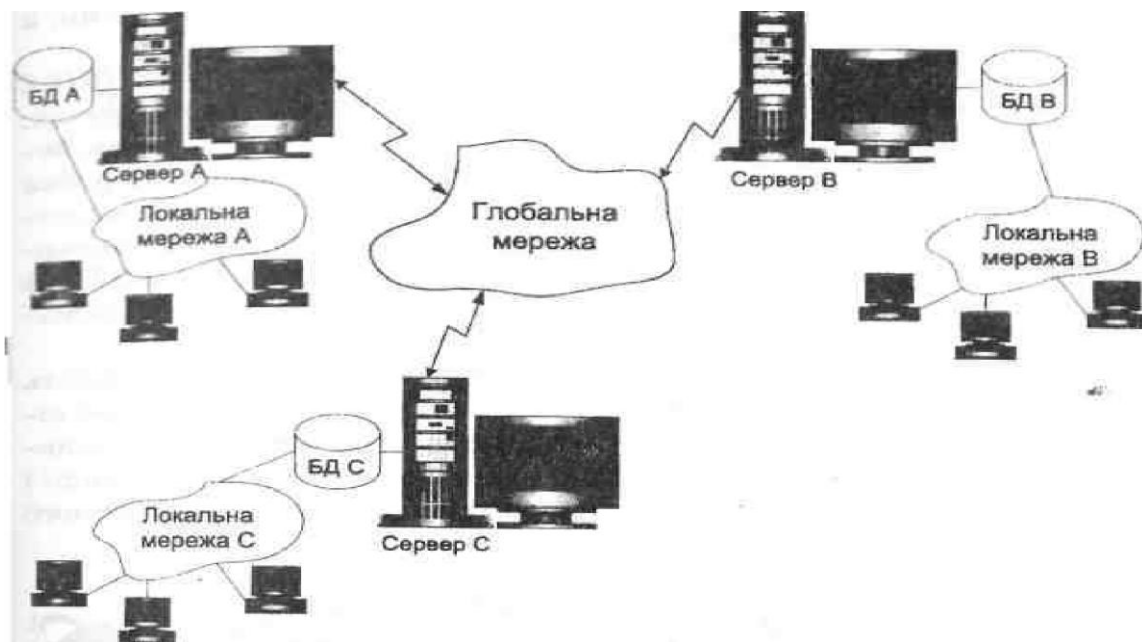 БД А
Сервер А
Локальна
мережа А
Глобальна
мережа
Сервер В
БД В
Локальна
мережа В
БД С
Сервер С
Локальна
мережа С